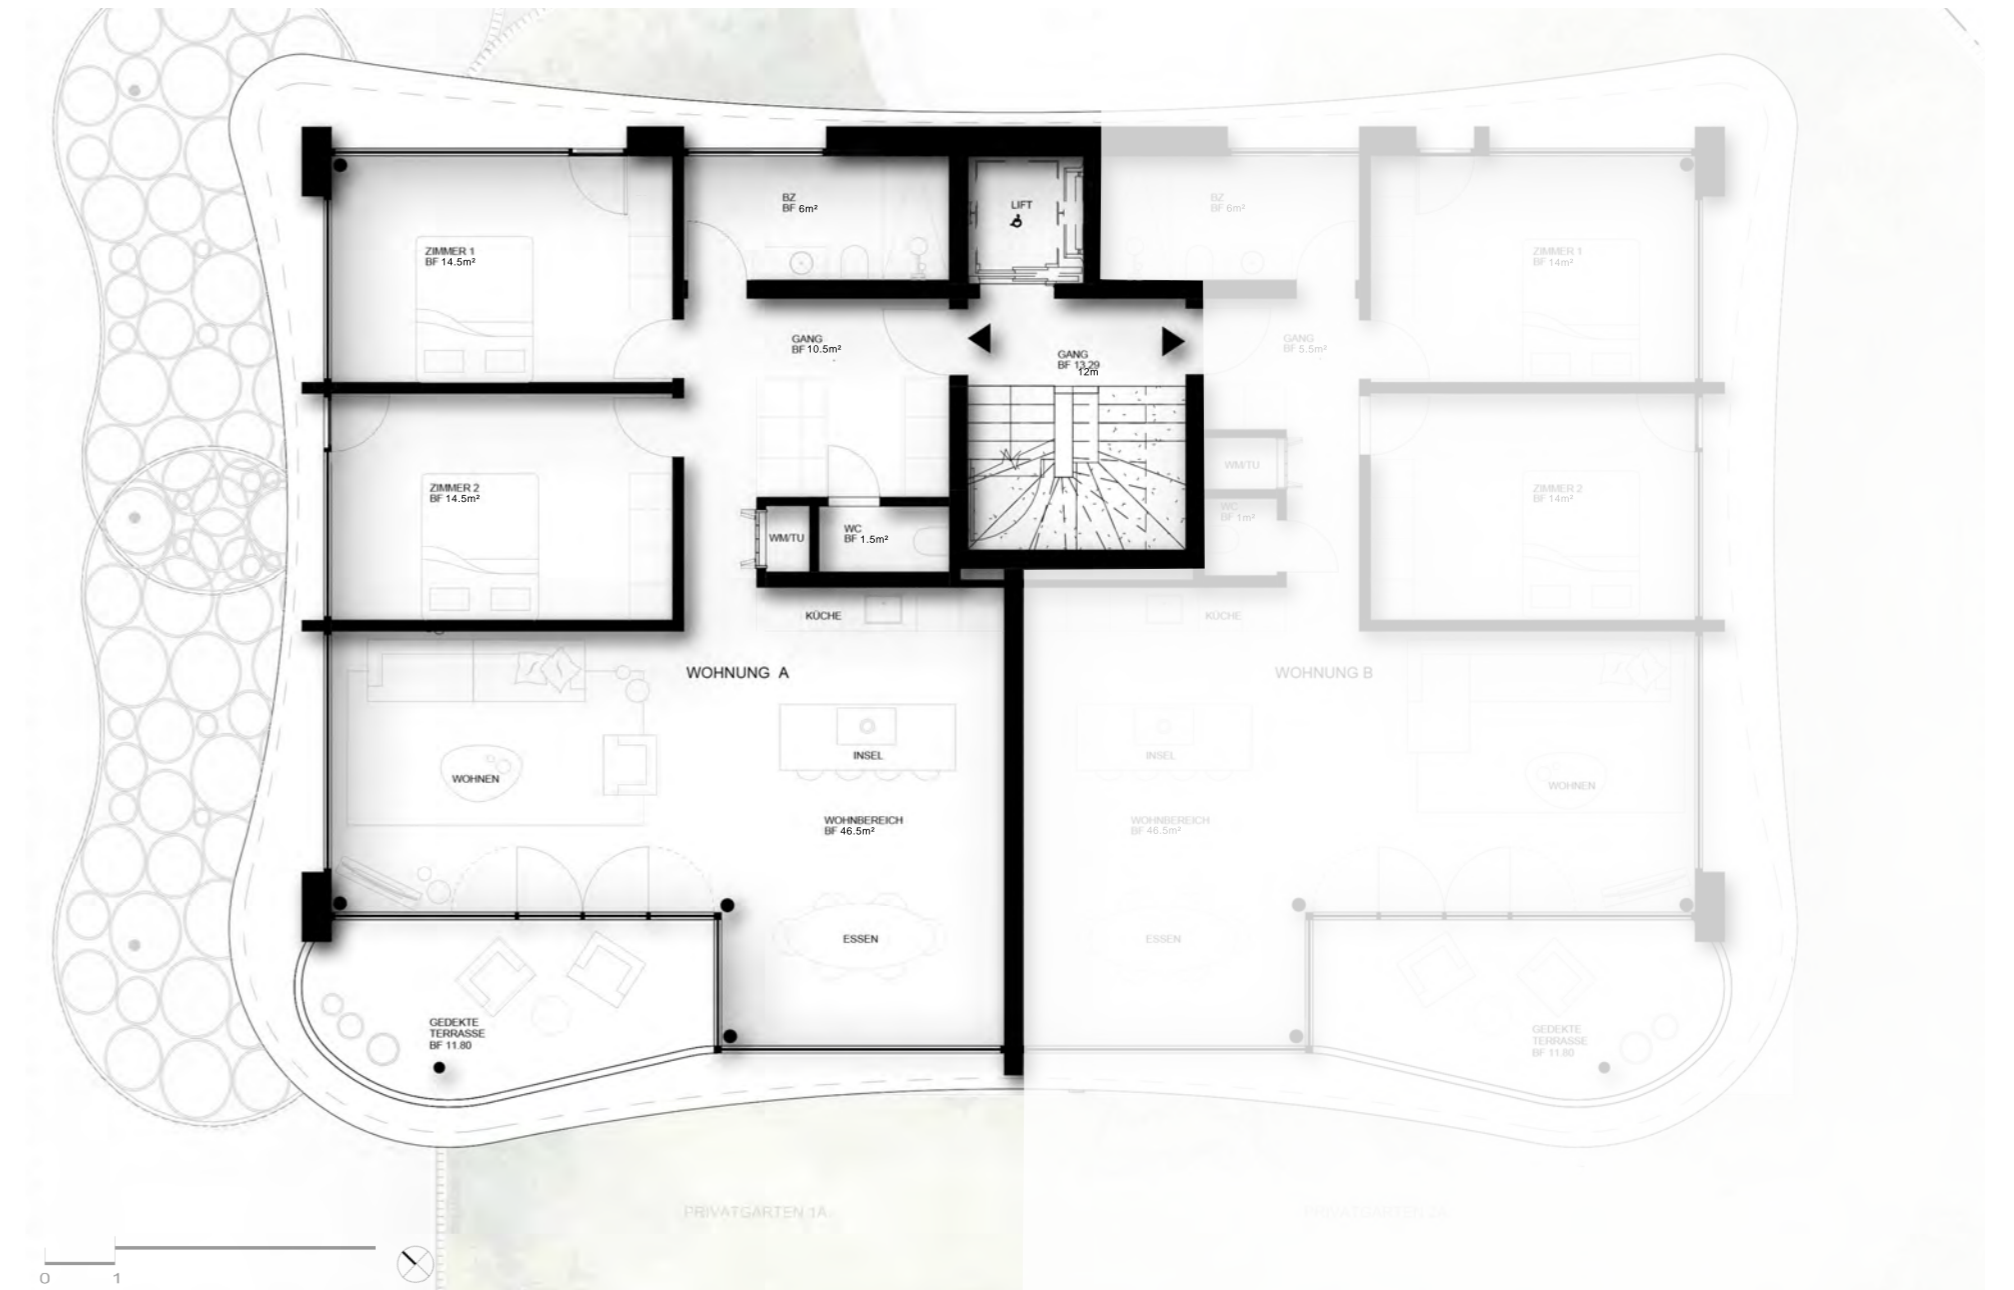 BZ
BF 6m²
LIFT
BZ
BF 6m²
ZIMMER 1
BF 14.5m²
ZIMMER 1
BF 14m²
GANG
BF 10.5m²
GANG
BF 13.29
12m
GANG
BF 5.5m²
ZIMMER 2
BF 14.5m²
WM/TU
WC
BF 1.5m²
WM/TU
WC
BF 1m²
ZIMMER 2
BF 14m²
KÜCHE
KÜCHE
WOHNUNG A
WOHNUNG B
INSEL
INSEL
WOHNEN
WOHNEN
WOHNBEREICH
BF 46.5m²
WOHNBEREICH
BF 46.5m²
ESSEN
ESSEN
GEDEKTE
TERRASSE
BF 11.80
GEDEKTE
TERRASSE
BF 11.80
PRIVATGARTEN 1A
PRIVATGARTEN 2A
0 1